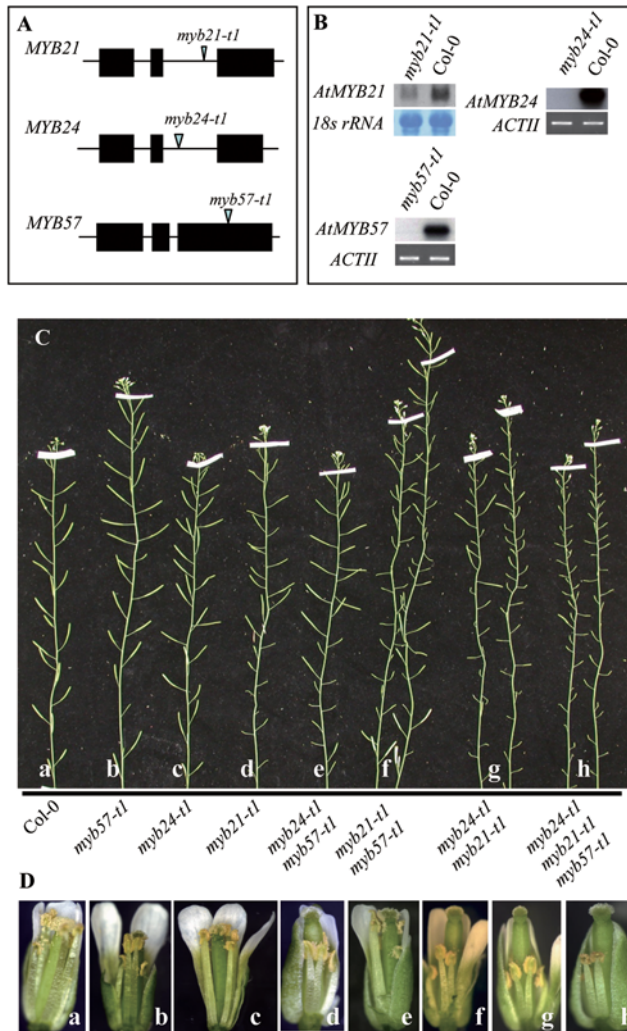 A
myb21-t1
MYB21
myb24-t1
MYB24
myb57-t1
MYB57
B
myb21-t1 Col-0
AtMYB21
18s rRNA
myb24-t1 Col-0
AtMYB24
ACTII
myb57-t1 Col-0
AtMYB57
ACTII
C
a b c d e f g h
Col-0 myb57-t1 myb24-t1 myb21-t1 myb24-t1 myb21-t1 myb24-t1 myb24-t1
myb57-t1 myb57-t1 myb21-t1 myb21-t1
myb57-t1
D
a b c d e f g h